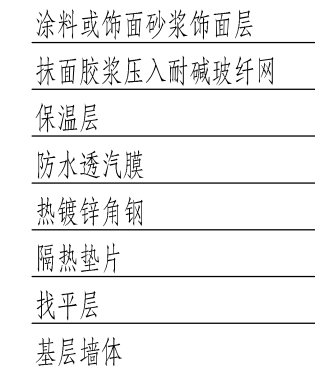 涂料或饰面砂浆饰面层
抹面胶浆压入耐碱玻纤网
保温层
防水透汽膜
热镀锌角钢
隔热垫片
找平层
基层墙体